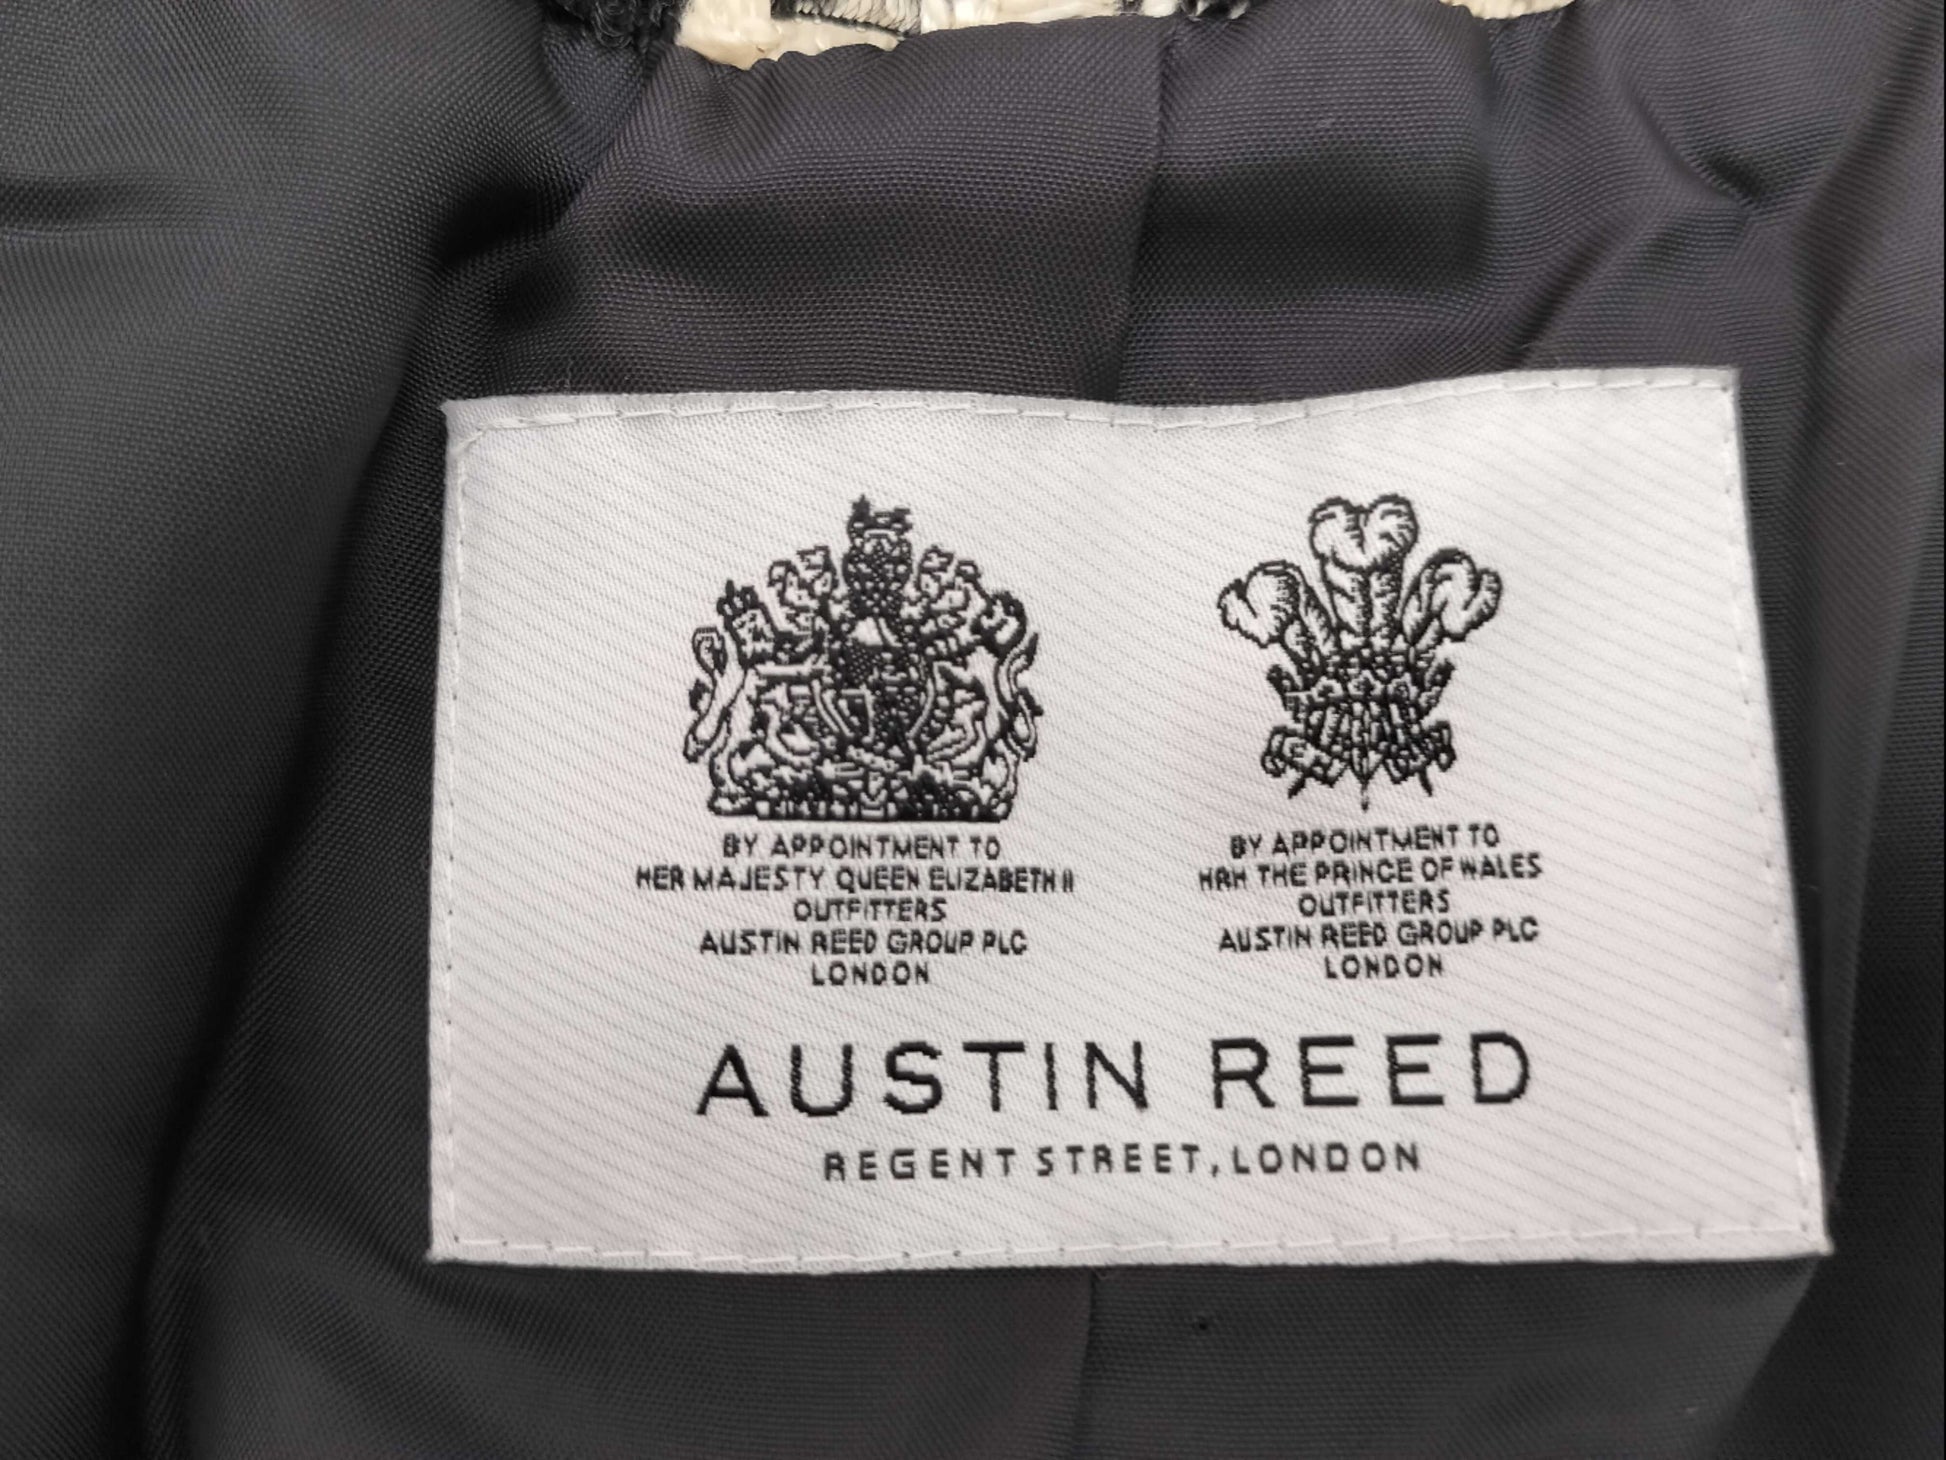 BY APPOINTMENT TO
HER MAJESTY QUEEN ELIZABETH II
OUTFITTERS
AUSTIN REED GROUP PLC
LONDON
BY APPOINTMENT TO
HRH THE PRINCE OF WALES
OUTFITTERS
AUSTIN REED GROUP PLC
LONDON
AUSTIN REED
REGENT STREET, LONDON